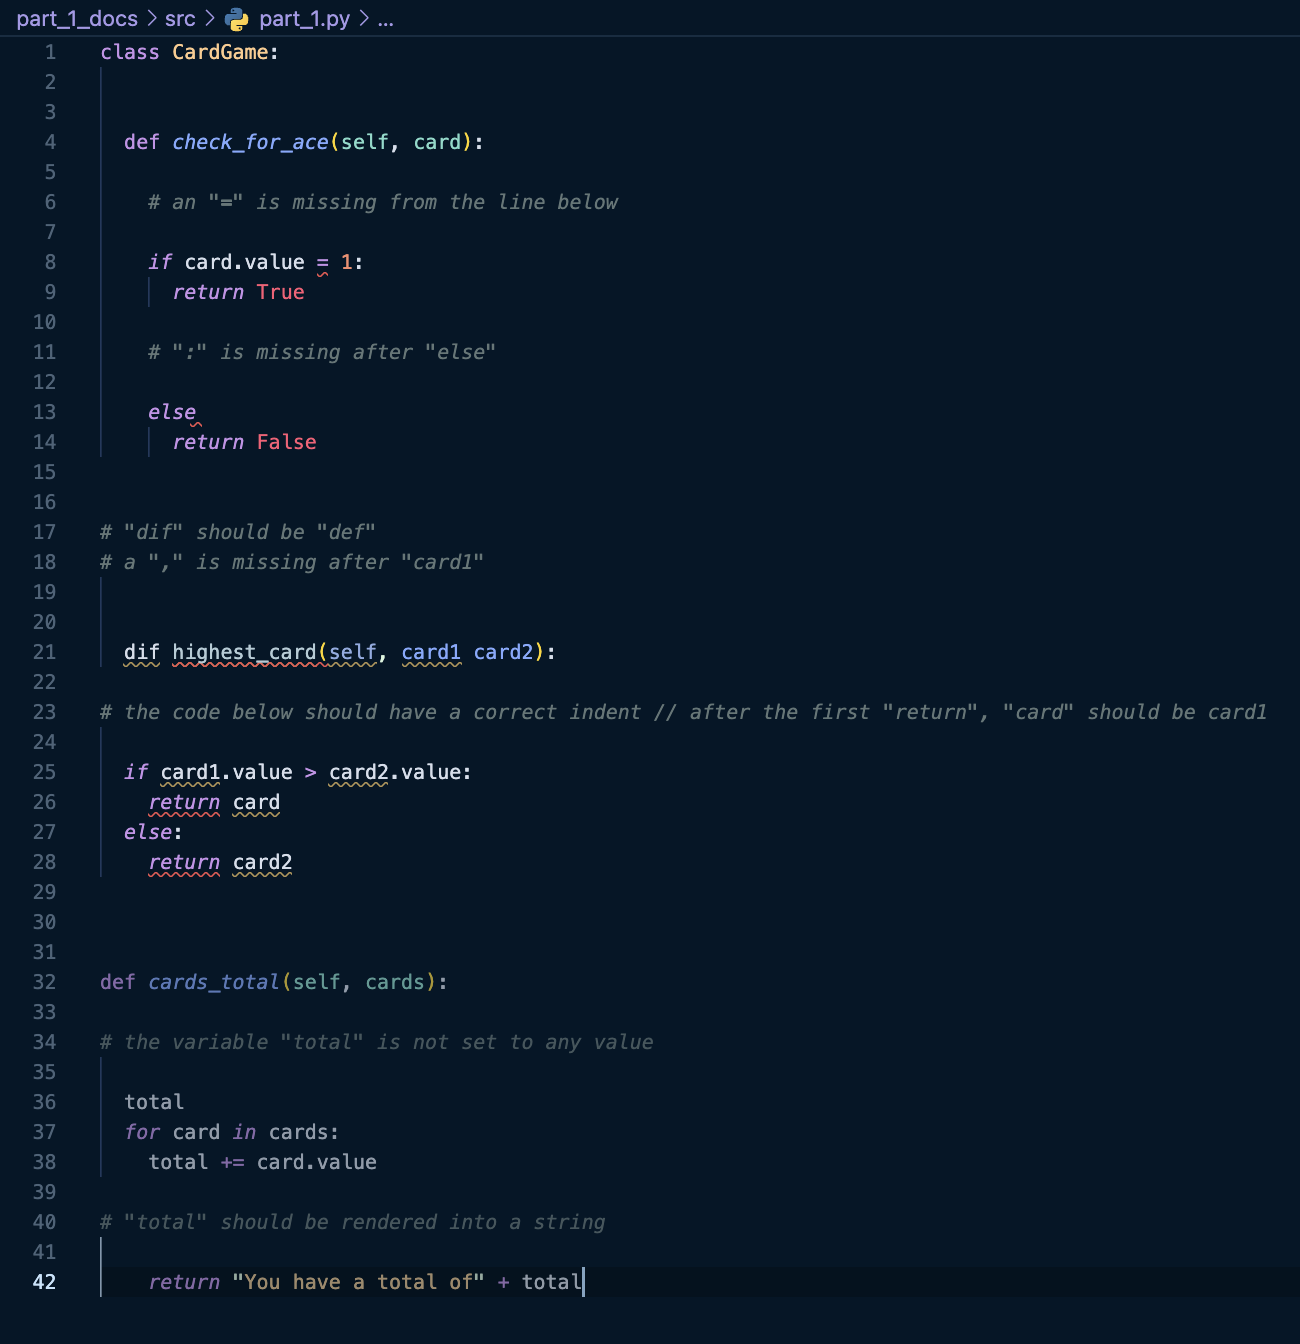 part_1_docs > src > part_1.py > ...
1 class CardGame:
2
3
4   def check_for_ace(self, card):
5
6     # an "=" is missing from the line below
7
8     if card.value = 1:
9       return True
10
11     # ":" is missing after "else"
12
13     else
14       return False
15
16
17 # "dif" should be "def"
18 # a "," is missing after "card1"
19
20
21   dif highest_card(self, card1 card2):
22
23 # the code below should have a correct indent // after the first "return", "card" should be card1
24
25   if card1.value > card2.value:
26     return card
27   else:
28     return card2
29
30
31
32 def cards_total(self, cards):
33
34 # the variable "total" is not set to any value
35
36   total
37   for card in cards:
38     total += card.value
39
40 # "total" should be rendered into a string
41
42     return "You have a total of" + total